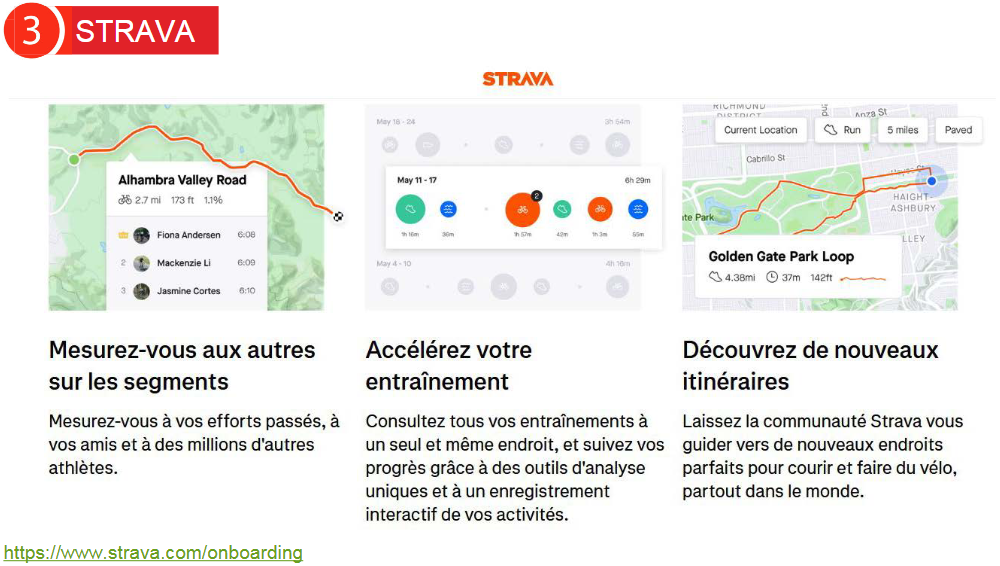 3 STRAVA
STRAVA
Alhambra Valley Road
2.7 mi 173 ft 1.1%
Fiona Andersen 6:08
2 Mackenzie Li 6:09
3 Jasmine Cortes 6:10
May 18 - 24 3h 54m
May 11 - 17 6h 29m
2
1h 16m 36m 1h 57m 42m 1h 3m 55m
May 4 - 10 4h 16m
RICHMOND
DISTRICT
Anza St
Current Location Run 5 miles Paved
Cabrillo St
Hayes St
HAIGHT-
ASHBURY
te Park
LLEY
Golden Gate Park Loop
4.38mi 37m 142ft
Mesurez-vous aux autres
sur les segments
Mesurez-vous à vos efforts passés, à
vos amis et à des millions d'autres
athlètes.
Accélérez votre
entraînement
Consultez tous vos entraînements à
un seul et même endroit, et suivez vos
progrès grâce à des outils d'analyse
uniques et à un enregistrement
interactif de vos activités.
Découvrez de nouveaux
itinéraires
Laissez la communauté Strava vous
guider vers de nouveaux endroits
parfaits pour courir et faire du vélo,
partout dans le monde.
https://www.strava.com/onboarding